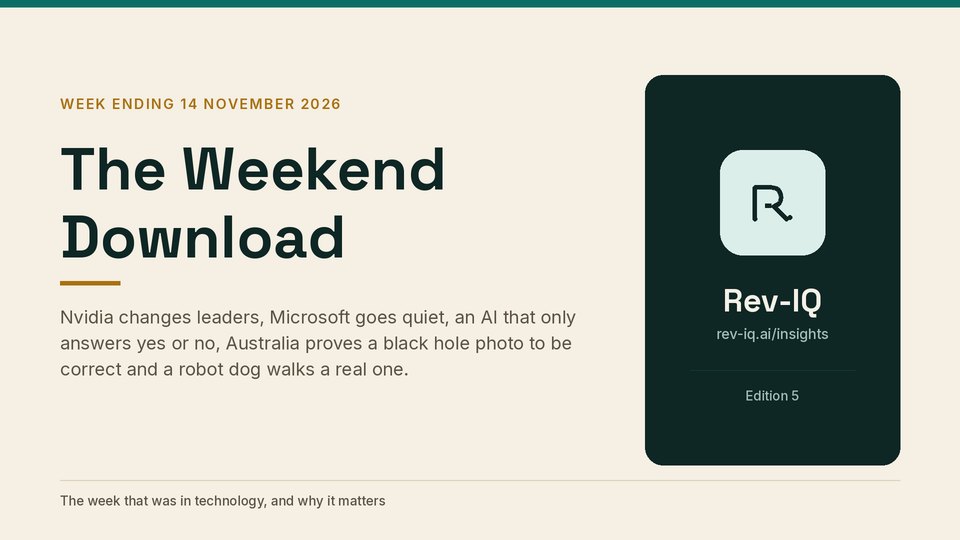 WEEK ENDING 14 NOVEMBER 2026
The Weekend
Download
Nvidia changes leaders, Microsoft goes quiet, an AI that only
answers yes or no, Australia proves a black hole photo to be
correct and a robot dog walks a real one.
The week that was in technology, and why it matters
R
Rev-IQ
rev-iq.ai/insights
Edition 5